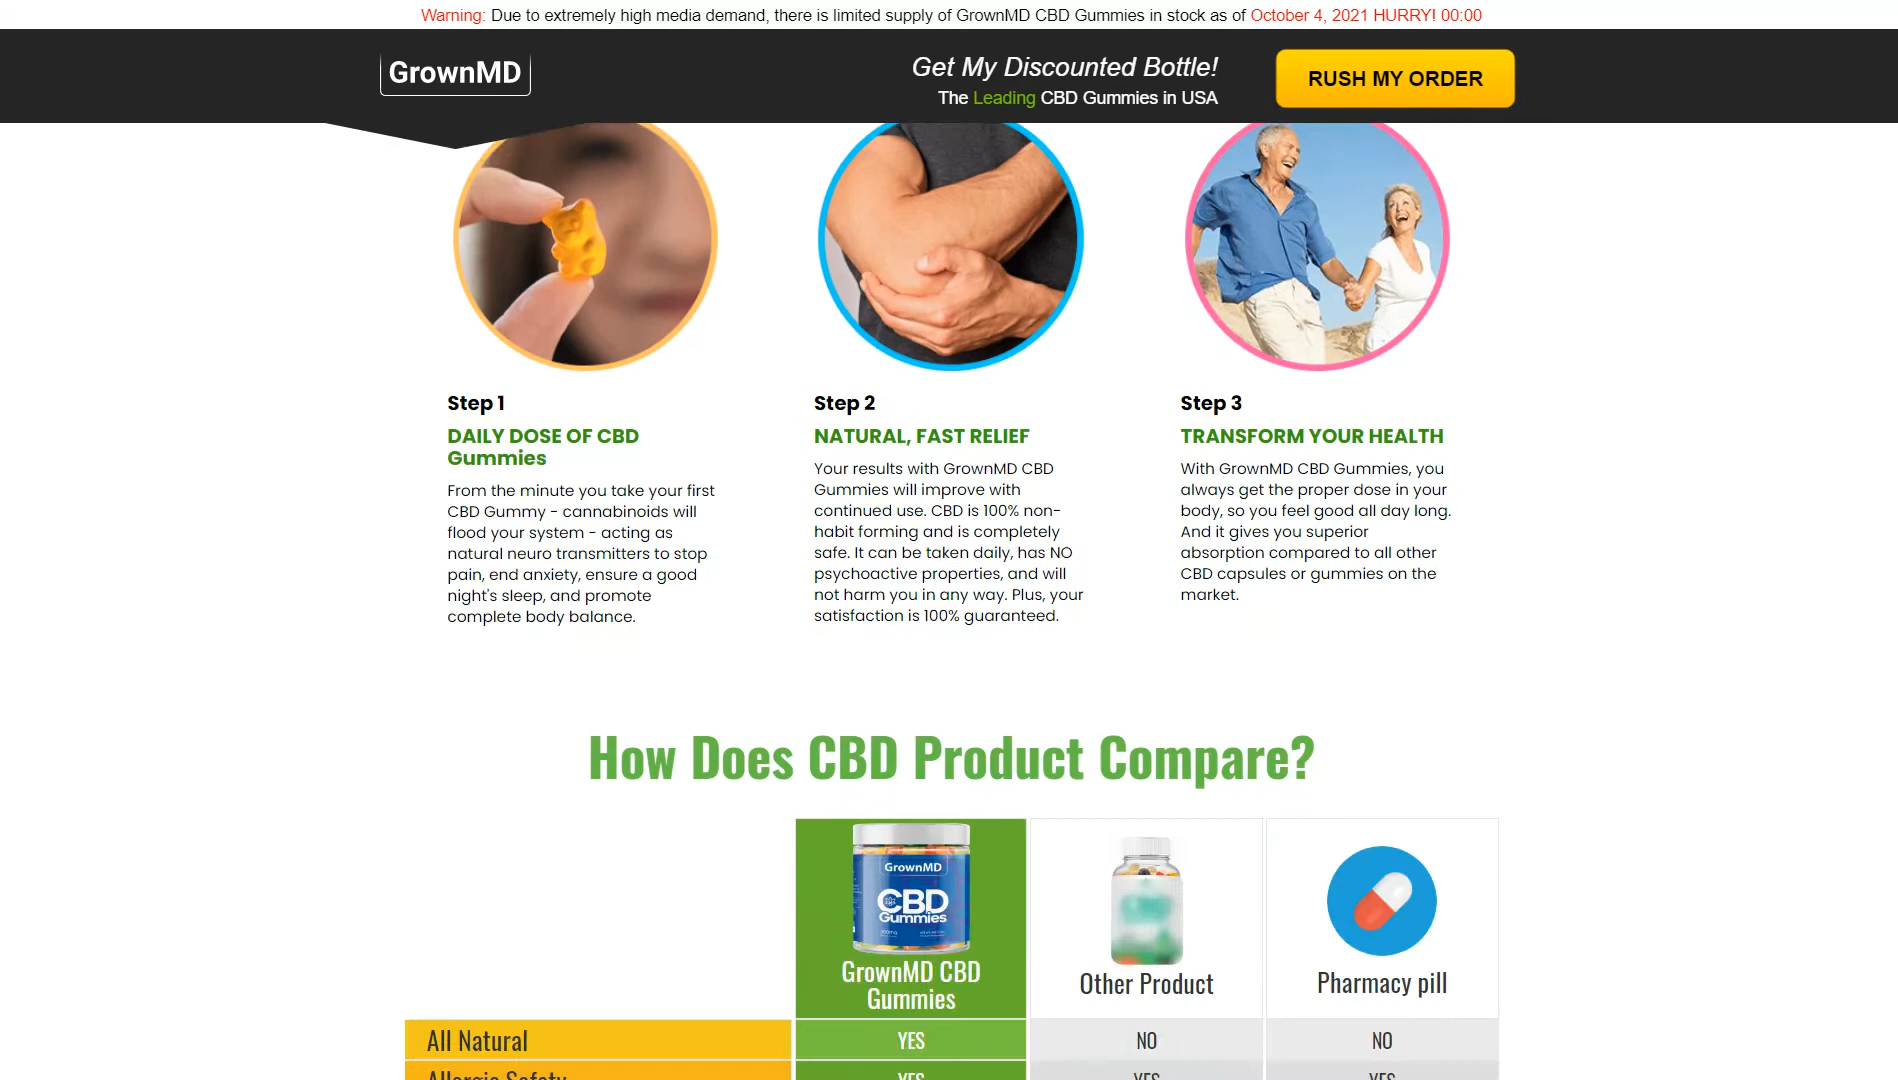 Warning: Due to extremely high media demand, there is limited supply of GrownMD CBD Gummies in stock as of October 4, 2021 HURRY! 00:00
GrownMD
Get My Discounted Bottle!
The Leading CBD Gummies in USA
RUSH MY ORDER
Step 1
DAILY DOSE OF CBD
Gummies
From the minute you take your first
CBD Gummy - cannabinoids will
flood your system - acting as
natural neuro transmitters to stop
pain, end anxiety, ensure a good
night's sleep, and promote
complete body balance.
Step 2
NATURAL, FAST RELIEF
Your results with GrownMD CBD
Gummies will improve with
continued use. CBD is 100% non-
habit forming and is completely
safe. It can be taken daily, has NO
psychoactive properties, and will
not harm you in any way. Plus, your
satisfaction is 100% guaranteed.
Step 3
TRANSFORM YOUR HEALTH
With GrownMD CBD Gummies, you
always get the proper dose in your
body, so you feel good all day long.
And it gives you superior
absorption compared to all other
CBD capsules or gummies on the
market.
How Does CBD Product Compare?
GrownMD
CBD
Gummies
GrownMD CBD
Gummies
Other Product
Pharmacy pill
All Natural
YES
NO
NO
Allergic Safety
YES
YES
YES